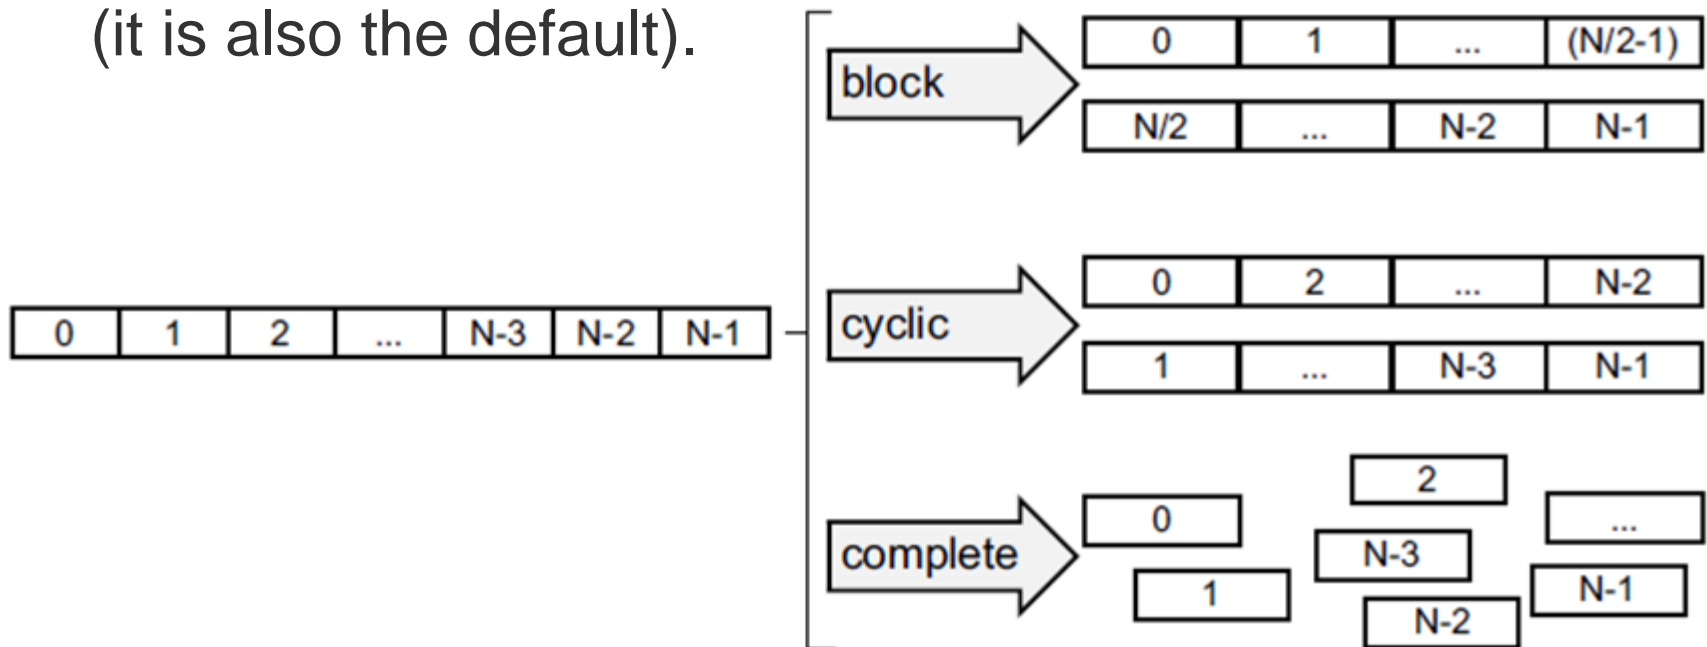 (it is also the default).
block
0 1 ... (N/2-1)
N/2 ... N-2 N-1
0 1 2 ... N-3 N-2 N-1
cyclic
0 2 ... N-2
1 ... N-3 N-1
complete
0
1
2
N-3
N-2
...
N-1